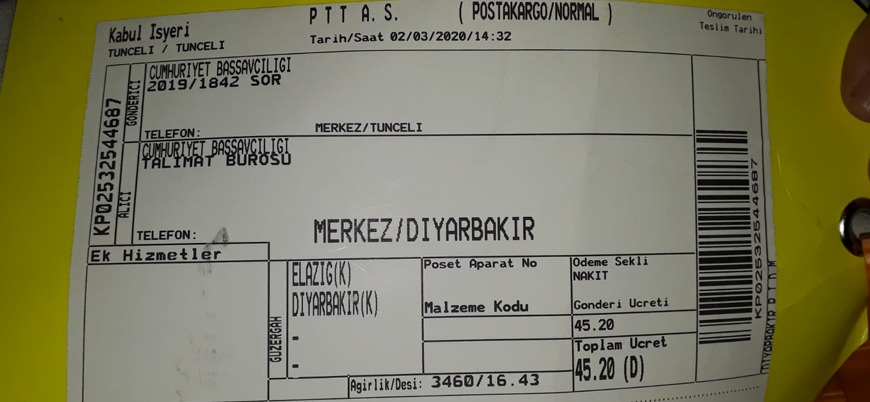 Kabul Isyeri
TUNCELI / TUNCELI
PTT A.S. (POSTAKARGO/NORMAL )
Tarih/Saat 02/03/2020/14:32
Ongorulen
Teslim Tarihi
KP02532544687
GONDERICI
CUMHURIYET BASSAVCILIGI
2019/1842 SOR
TELEFON:
MERKEZ/TUNCELI
ALICI
CUMHURIYET BASSAVCILIGI
TALIMAT BUROSU
TELEFON:
MERKEZ/DIYARBAKIR
KP02532544687
Ek Hizmetler
GUZERGAH
ELAZIG(K)
DIYARBAKIR(K)
-
-
Poset Aparat No
Malzeme Kodu
Odeme Sekli
NAKIT
Gonderi Ucreti
45.20
Toplam Ucret
45.20 (D)
Agirlik/Desi: 3460/16.43